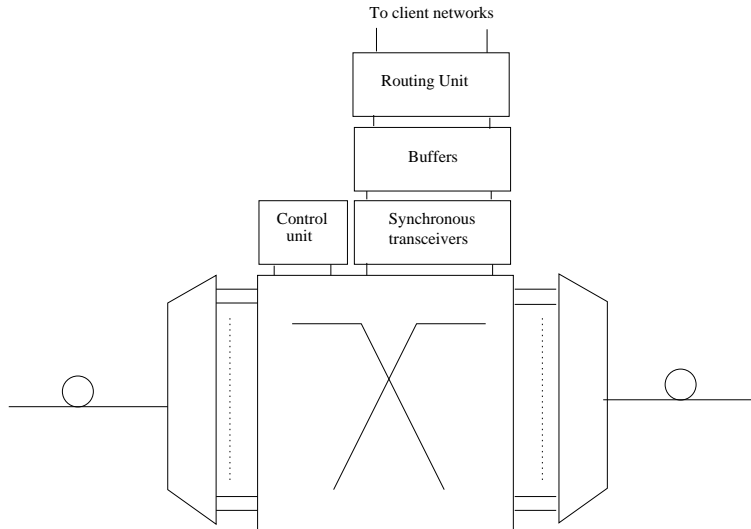 To client networks
Routing Unit
Buffers
Control
unit
Synchronous
transceivers